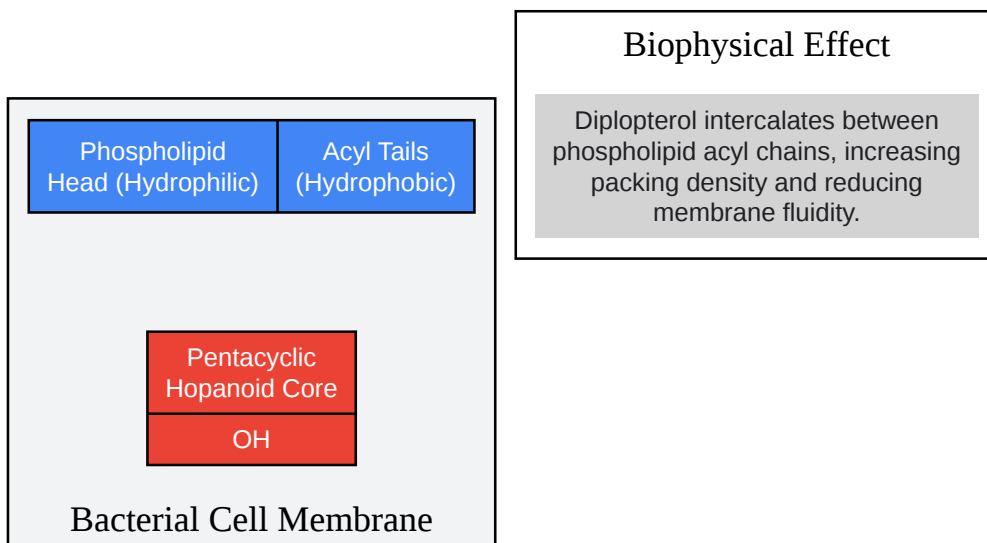 Biophysical Effect
Diplopterol intercalates between
phospholipid acyl chains, increasing
packing density and reducing
membrane fluidity.
Phospholipid
Head (Hydrophilic)
Acyl Tails
(Hydrophobic)
Pentacyclic
Hopanoid Core
OH
Bacterial Cell Membrane